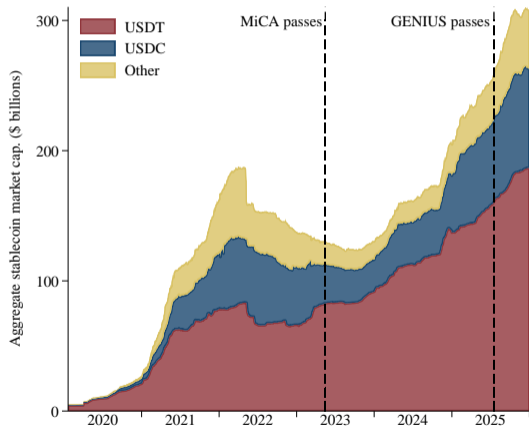 MiCA passes
GENIUS passes
USDT
USDC
Other
Aggregate stablecoin market cap. ($ billions)
300
200
100
0
2020
2021
2022
2023
2024
2025